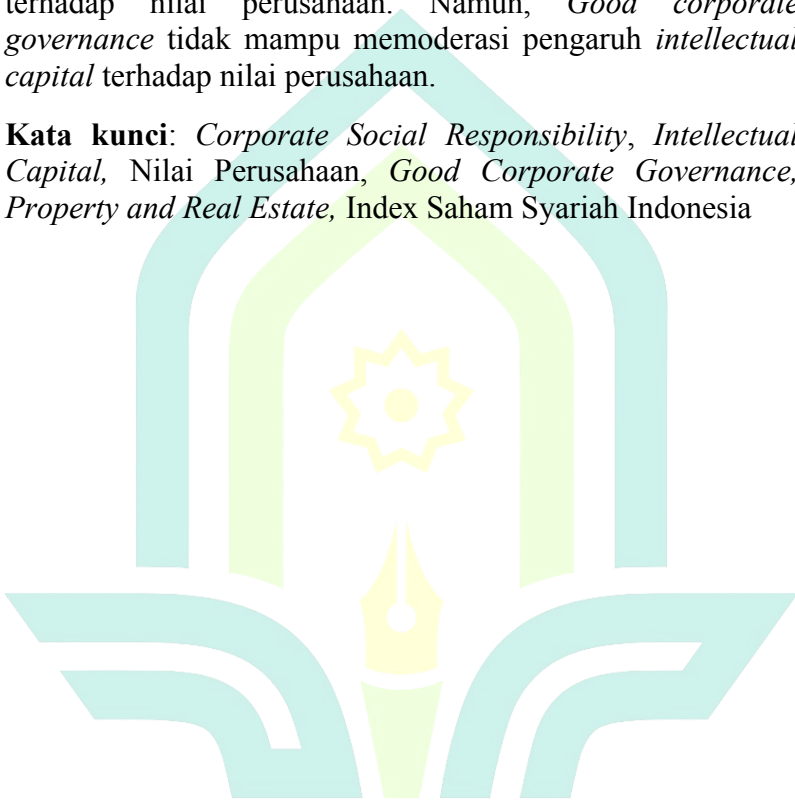 terhadap nilai perusahaan. Namun, Good corporate
governance tidak mampu memoderasi pengaruh intellectual
capital terhadap nilai perusahaan.
Kata kunci: Corporate Social Responsibility, Intellectual
Capital, Nilai Perusahaan, Good Corporate Governance,
Property and Real Estate, Index Saham Syariah Indonesia